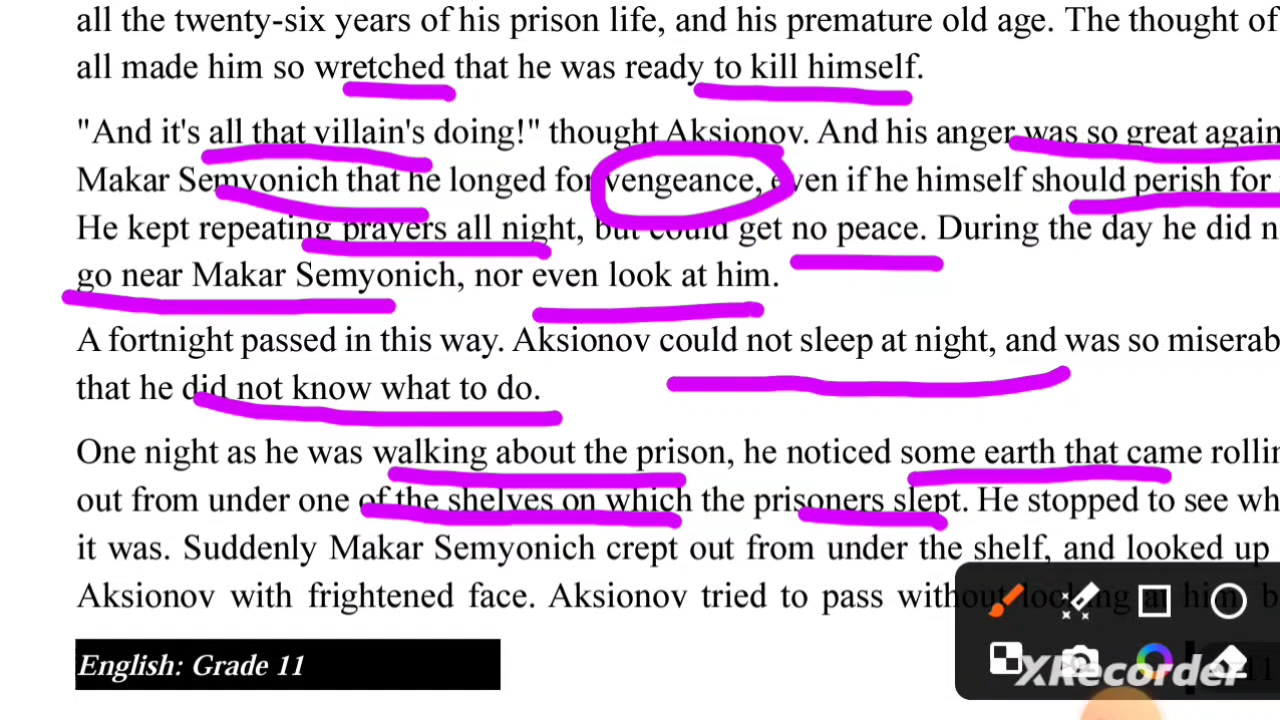 all the twenty-six years of his prison life, and his premature old age. The thought of
all made him so wretched that he was ready to kill himself.
"And it's all that villain's doing!" thought Aksionov. And his anger was so great again
Makar Semyonich that he longed for vengeance, even if he himself should perish for
He kept repeating prayers all night, but could get no peace. During the day he did n
go near Makar Semyonich, nor even look at him.
A fortnight passed in this way. Aksionov could not sleep at night, and was so miserab
that he did not know what to do.
One night as he was walking about the prison, he noticed some earth that came rollin
out from under one of the shelves on which the prisoners slept. He stopped to see wh
it was. Suddenly Makar Semyonich crept out from under the shelf, and looked up
Aksionov with frightened face. Aksionov tried to pass without looking at him b
English: Grade 11
XRecorder